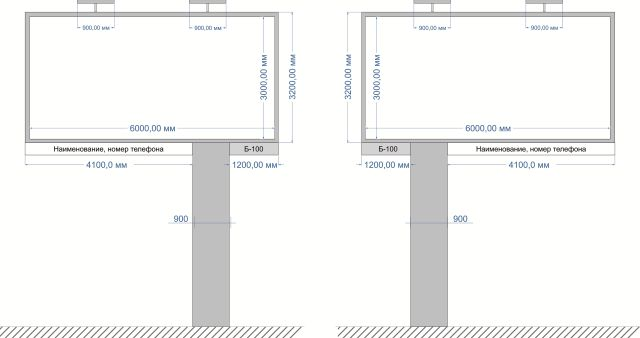 900,00 мм
900,00 мм
3000,00 мм
3200,00 мм
6000,00 мм
Наименование, номер телефона
Б-100
4100,0 мм
1200,00 мм
900
900,00 мм
900,00 мм
3200,00 мм
3000,00 мм
6000,00 мм
Б-100
Наименование, номер телефона
1200,00 мм
4100,0 мм
900